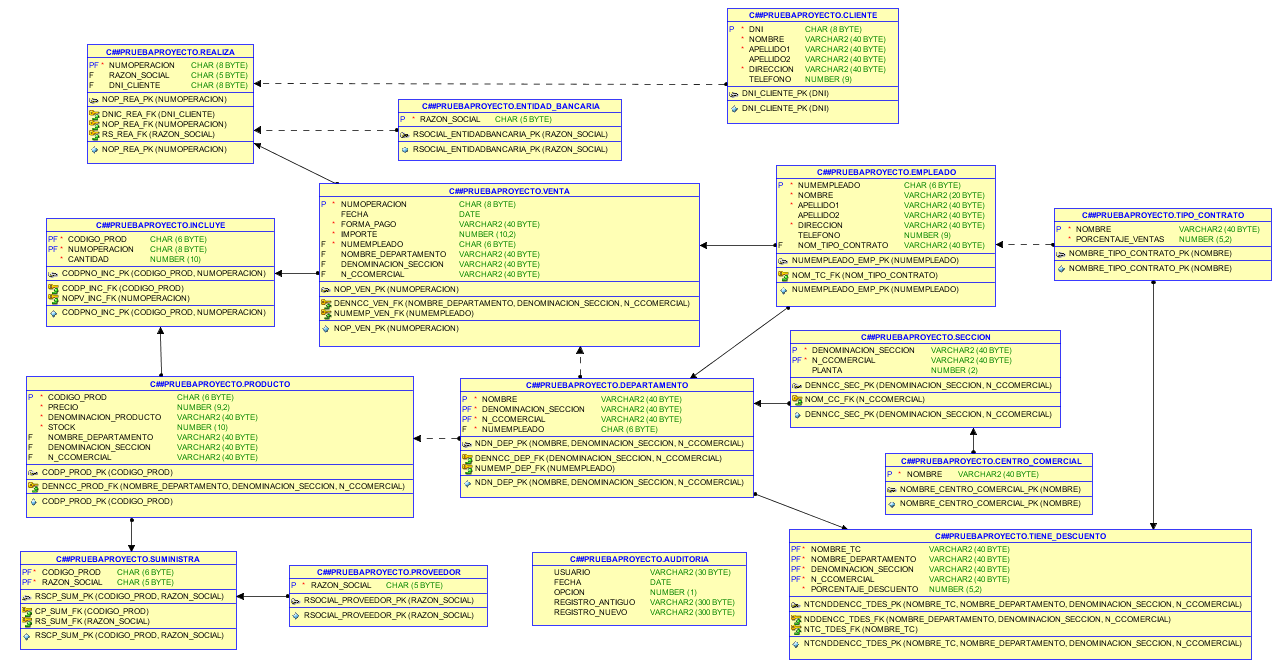 C##PRUEBAPROYECTO.CLIENTE
P * DNI CHAR (8 BYTE)
* NOMBRE VARCHAR2 (40 BYTE)
* APELLIDO1 VARCHAR2 (40 BYTE)
APELLIDO2 VARCHAR2 (40 BYTE)
* DIRECCION VARCHAR2 (40 BYTE)
TELEFONO NUMBER (9)
DNI_CLIENTE_PK (DNI)
DNI_CLIENTE_PK (DNI)
C##PRUEBAPROYECTO.REALIZA
PF * NUMOPERACION CHAR (8 BYTE)
F RAZON_SOCIAL CHAR (5 BYTE)
F DNI_CLIENTE CHAR (8 BYTE)
NOP_REA_PK (NUMOPERACION)
DNIC_REA_FK (DNI_CLIENTE)
NOP_REA_FK (NUMOPERACION)
RS_REA_FK (RAZON_SOCIAL)
NOP_REA_PK (NUMOPERACION)
C##PRUEBAPROYECTO.ENTIDAD_BANCARIA
P * RAZON_SOCIAL CHAR (5 BYTE)
RSOCIAL_ENTIDADBANCARIA_PK (RAZON_SOCIAL)
RSOCIAL_ENTIDADBANCARIA_PK (RAZON_SOCIAL)
C##PRUEBAPROYECTO.VENTA
P * NUMOPERACION CHAR (8 BYTE)
FECHA DATE
* FORMA_PAGO VARCHAR2 (40 BYTE)
* IMPORTE NUMBER (10,2)
F * NUMEMPLEADO CHAR (6 BYTE)
F NOMBRE_DEPARTAMENTO VARCHAR2 (40 BYTE)
F DENOMINACION_SECCION VARCHAR2 (40 BYTE)
F N_CCOMERCIAL VARCHAR2 (40 BYTE)
NOP_VEN_PK (NUMOPERACION)
DENNCC_VEN_FK (NOMBRE_DEPARTAMENTO, DENOMINACION_SECCION, N_CCOMERCIAL)
NUMEMP_VEN_FK (NUMEMPLEADO)
NOP_VEN_PK (NUMOPERACION)
C##PRUEBAPROYECTO.EMPLEADO
P * NUMEMPLEADO CHAR (6 BYTE)
* NOMBRE VARCHAR2 (20 BYTE)
* APELLIDO1 VARCHAR2 (40 BYTE)
APELLIDO2 VARCHAR2 (40 BYTE)
* DIRECCION VARCHAR2 (40 BYTE)
TELEFONO NUMBER (9)
F NOM_TIPO_CONTRATO VARCHAR2 (40 BYTE)
NUMEMPLEADO_EMP_PK (NUMEMPLEADO)
NOM_TC_FK (NOM_TIPO_CONTRATO)
NUMEMPLEADO_EMP_PK (NUMEMPLEADO)
C##PRUEBAPROYECTO.TIPO_CONTRATO
P * NOMBRE VARCHAR2 (40 BYTE)
* PORCENTAJE_VENTAS NUMBER (5,2)
NOMBRE_TIPO_CONTRATO_PK (NOMBRE)
NOMBRE_TIPO_CONTRATO_PK (NOMBRE)
C##PRUEBAPROYECTO.INCLUYE
PF * CODIGO_PROD CHAR (6 BYTE)
PF * NUMOPERACION CHAR (8 BYTE)
* CANTIDAD NUMBER (10)
CODPNO_INC_PK (CODIGO_PROD, NUMOPERACION)
CODP_INC_FK (CODIGO_PROD)
NOPV_INC_FK (NUMOPERACION)
CODPNO_INC_PK (CODIGO_PROD, NUMOPERACION)
C##PRUEBAPROYECTO.SECCION
P * DENOMINACION_SECCION VARCHAR2 (40 BYTE)
PF * N_CCOMERCIAL VARCHAR2 (40 BYTE)
PLANTA NUMBER (2)
DENNCC_SEC_PK (DENOMINACION_SECCION, N_CCOMERCIAL)
NOM_CC_FK (N_CCOMERCIAL)
DENNCC_SEC_PK (DENOMINACION_SECCION, N_CCOMERCIAL)
C##PRUEBAPROYECTO.PRODUCTO
P * CODIGO_PROD CHAR (6 BYTE)
* PRECIO NUMBER (9,2)
* DENOMINACION_PRODUCTO VARCHAR2 (40 BYTE)
* STOCK NUMBER (10)
F NOMBRE_DEPARTAMENTO VARCHAR2 (40 BYTE)
F DENOMINACION_SECCION VARCHAR2 (40 BYTE)
F N_CCOMERCIAL VARCHAR2 (40 BYTE)
CODP_PROD_PK (CODIGO_PROD)
DENNCC_PROD_FK (NOMBRE_DEPARTAMENTO, DENOMINACION_SECCION, N_CCOMERCIAL)
CODP_PROD_PK (CODIGO_PROD)
C##PRUEBAPROYECTO.DEPARTAMENTO
P * NOMBRE VARCHAR2 (40 BYTE)
PF * DENOMINACION_SECCION VARCHAR2 (40 BYTE)
PF * N_CCOMERCIAL VARCHAR2 (40 BYTE)
F * NUMEMPLEADO CHAR (6 BYTE)
NDN_DEP_PK (NOMBRE, DENOMINACION_SECCION, N_CCOMERCIAL)
DENNCC_DEP_FK (DENOMINACION_SECCION, N_CCOMERCIAL)
NUMEMP_DEP_FK (NUMEMPLEADO)
NDN_DEP_PK (NOMBRE, DENOMINACION_SECCION, N_CCOMERCIAL)
C##PRUEBAPROYECTO.CENTRO_COMERCIAL
P * NOMBRE VARCHAR2 (40 BYTE)
NOMBRE_CENTRO_COMERCIAL_PK (NOMBRE)
NOMBRE_CENTRO_COMERCIAL_PK (NOMBRE)
C##PRUEBAPROYECTO.TIENE_DESCUENTO
PF * NOMBRE_TC VARCHAR2 (40 BYTE)
PF * NOMBRE_DEPARTAMENTO VARCHAR2 (40 BYTE)
PF * DENOMINACION_SECCION VARCHAR2 (40 BYTE)
PF * N_CCOMERCIAL VARCHAR2 (40 BYTE)
* PORCENTAJE_DESCUENTO NUMBER (5,2)
NTCNDDENCC_TDES_PK (NOMBRE_TC, NOMBRE_DEPARTAMENTO, DENOMINACION_SECCION, N_CCOMERCIAL)
NDDENCC_TDES_FK (NOMBRE_DEPARTAMENTO, DENOMINACION_SECCION, N_CCOMERCIAL)
NTC_TDES_FK (NOMBRE_TC)
NTCNDDENCC_TDES_PK (NOMBRE_TC, NOMBRE_DEPARTAMENTO, DENOMINACION_SECCION, N_CCOMERCIAL)
C##PRUEBAPROYECTO.SUMINISTRA
PF * CODIGO_PROD CHAR (6 BYTE)
PF * RAZON_SOCIAL CHAR (5 BYTE)
RSCP_SUM_PK (CODIGO_PROD, RAZON_SOCIAL)
CP_SUM_FK (CODIGO_PROD)
RS_SUM_FK (RAZON_SOCIAL)
RSCP_SUM_PK (CODIGO_PROD, RAZON_SOCIAL)
C##PRUEBAPROYECTO.PROVEEDOR
P * RAZON_SOCIAL CHAR (5 BYTE)
RSOCIAL_PROVEEDOR_PK (RAZON_SOCIAL)
RSOCIAL_PROVEEDOR_PK (RAZON_SOCIAL)
C##PRUEBAPROYECTO.AUDITORIA
USUARIO VARCHAR2 (30 BYTE)
FECHA DATE
OPCION NUMBER (1)
REGISTRO_ANTIGUO VARCHAR2 (300 BYTE)
REGISTRO_NUEVO VARCHAR2 (300 BYTE)